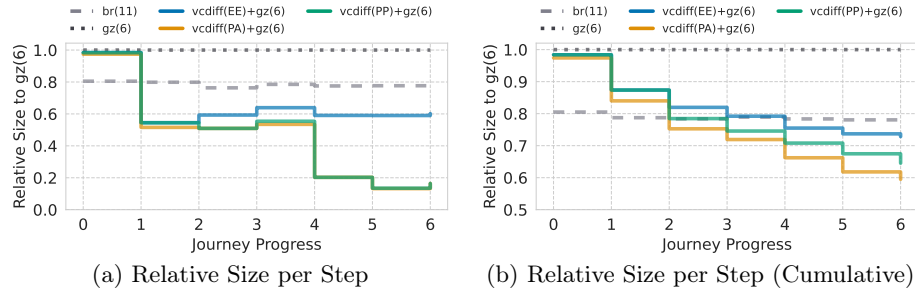 br(11) vcdiff(EE)+gz(6) vcdiff(PP)+gz(6)
gz(6) vcdiff(PA)+gz(6)
Relative Size to gz(6)
1.0
0.8
0.6
0.4
0.2
0.0
0 1 2 3 4 5 6
Journey Progress
(a) Relative Size per Step
br(11) vcdiff(EE)+gz(6) vcdiff(PP)+gz(6)
gz(6) vcdiff(PA)+gz(6)
Relative Size to gz(6)
1.0
0.9
0.8
0.7
0.6
0.5
0 1 2 3 4 5 6
Journey Progress
(b) Relative Size per Step (Cumulative)